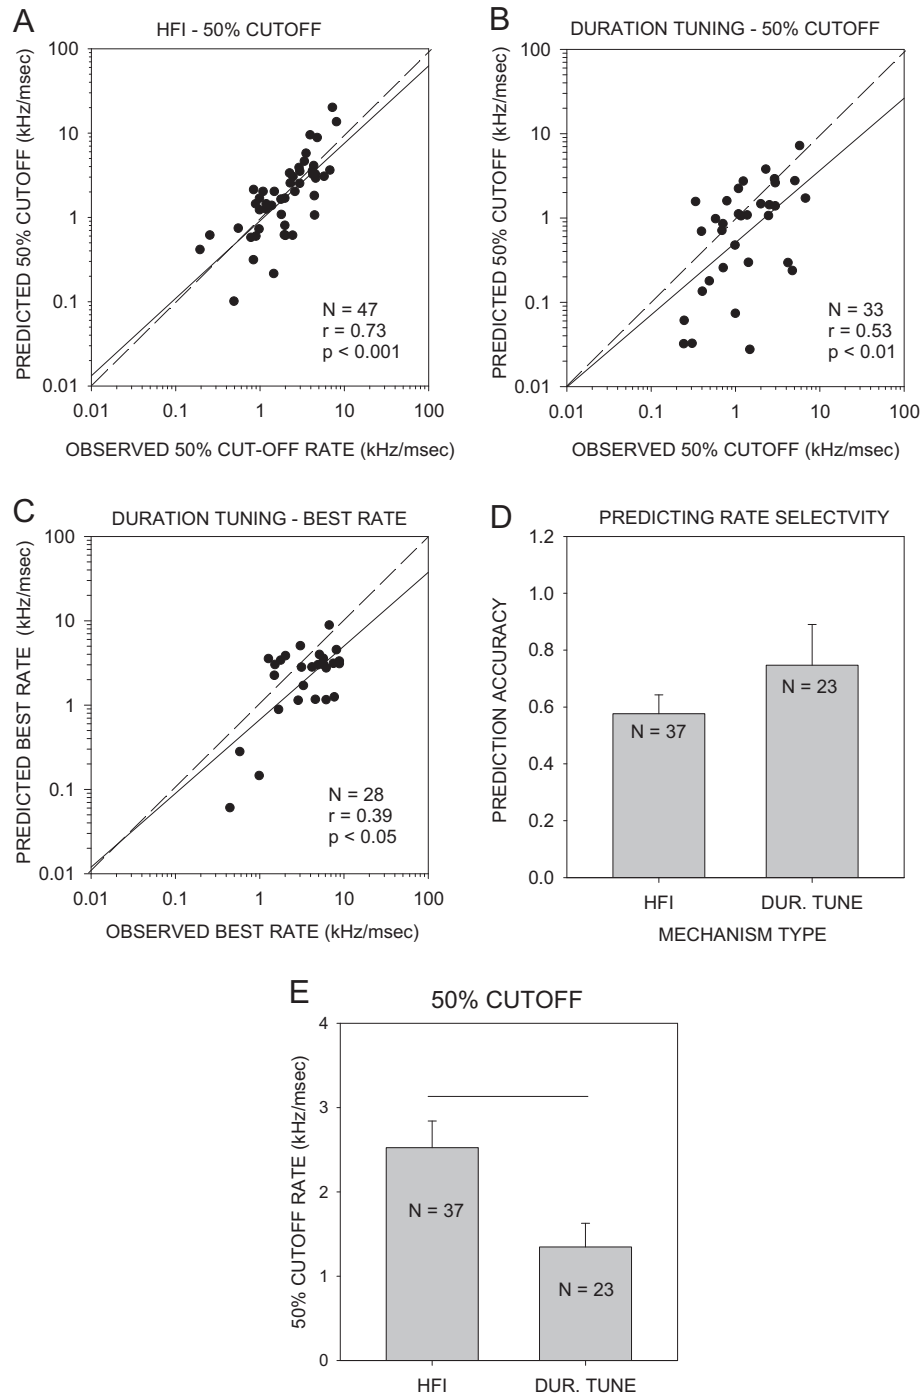 A
HFI - 50% CUTOFF
PREDICTED 50% CUTOFF (kHz/msec)
100
10
1
0.1
0.01
N = 47
r = 0.73
p < 0.001
0.01 0.1 1 10 100
OBSERVED 50% CUT-OFF RATE (kHz/msec)
B
DURATION TUNING - 50% CUTOFF
PREDICTED 50% CUTOFF (kHz/msec)
100
10
1
0.1
0.01
N = 33
r = 0.53
p < 0.01
0.01 0.1 1 10 100
OBSERVED 50% CUTOFF (kHz/msec)
C
DURATION TUNING - BEST RATE
PREDICTED BEST RATE (kHz/msec)
100
10
1
0.1
0.01
N = 28
r = 0.39
p < 0.05
0.01 0.1 1 10 100
OBSERVED BEST RATE (kHz/msec)
D
PREDICTING RATE SELECTVITY
PREDICTION ACCURACY
1.2
1.0
0.8
0.6
0.4
0.2
0.0
N = 37
N = 23
HFI DUR. TUNE
MECHANISM TYPE
E
50% CUTOFF
50% CUTOFF RATE (kHz/msec)
4
3
2
1
0
N = 37
N = 23
HFI DUR. TUNE